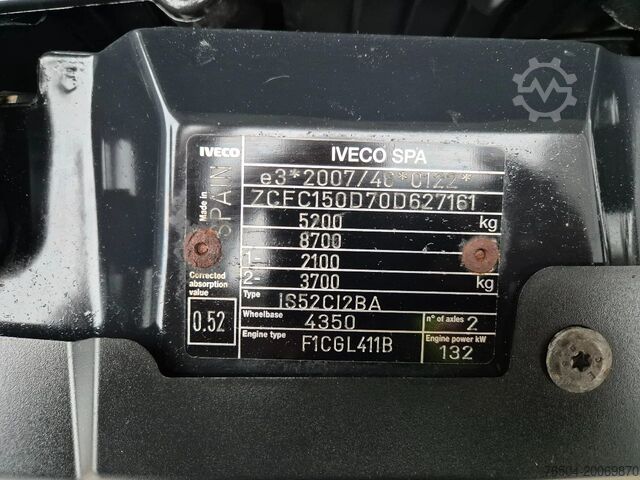 IVECO IVECO SPA
Made in SPAIN
e3*2007/46*0122*
ZCFC150D70D627161
5200 kg
8700
1- 2100
2- 3700 kg
Corrected absorption value
0.52
Type IS52CI2BA
Wheelbase 4350 n° of axles 2
Engine type F1CGL411B Engine power kW 132
76604-20069870